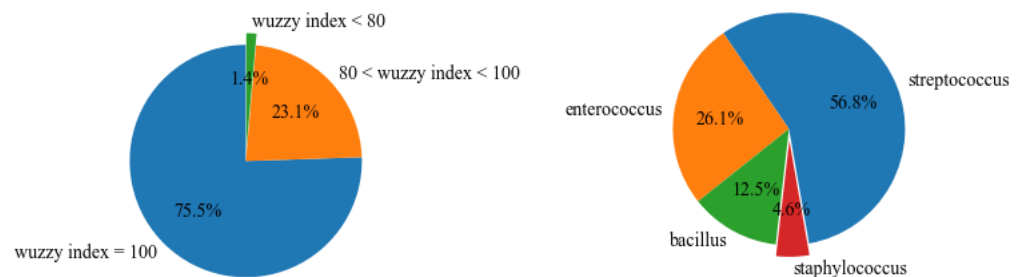 wuzzy index < 80
1.4%
80 < wuzzy index < 100
23.1%
75.5%
wuzzy index = 100
streptococcus
56.8%
enterococcus
26.1%
12.5%
bacillus
4.6%
staphylococcus